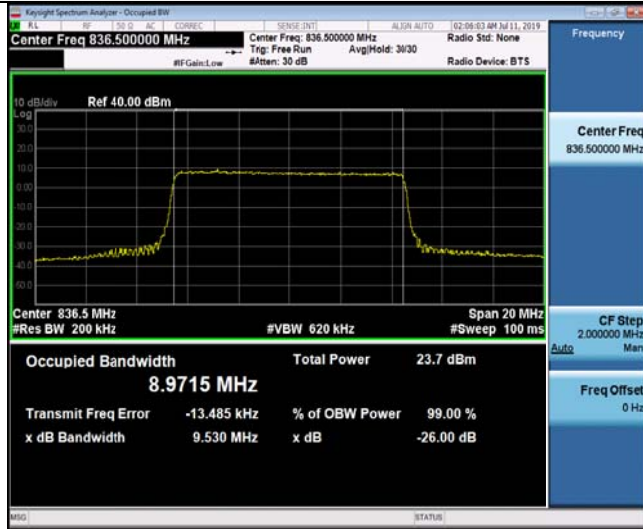 Keysight Spectrum Analyzer - Occupied BW
RL RF 50 Ω AC CORREC SENSE:INT ALIGN AUTO 02:06:03 AM Jul 11, 2019
Center Freq 836.500000 MHz
Center Freq: 836.500000 MHz Radio Std: None
Trig: Free Run Avg|Hold: 30/30
#IFGain:Low #Atten: 30 dB Radio Device: BTS
10 dB/div Ref 40.00 dBm
Log
30.0
20.0
10.0
0.00
-10.0
-20.0
-30.0
-40.0
-50.0
Center 836.5 MHz Span 20 MHz
#Res BW 200 kHz #VBW 620 kHz #Sweep 100 ms
Occupied Bandwidth Total Power 23.7 dBm
8.9715 MHz
Transmit Freq Error -13.485 kHz % of OBW Power 99.00 %
x dB Bandwidth 9.530 MHz x dB -26.00 dB
MSG STATUS
Frequency
Center Freq
836.500000 MHz
CF Step
2.000000 MHz
Auto Man
Freq Offset
0 Hz